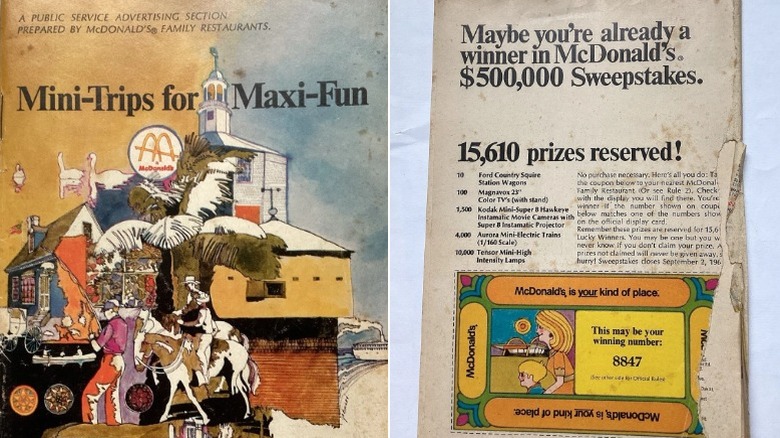 A PUBLIC SERVICE ADVERTISING SECTION
PREPARED BY McDONALD'S® FAMILY RESTAURANTS.
Mini-Trips for Maxi-Fun
McDonald's
Maybe you're already a
winner in McDonald's®
$500,000 Sweepstakes.
15,610 prizes reserved!
10 Ford Country Squire
Station Wagons
100 Magnavox 23"
Color TV's (with stand)
1,500 Kodak Mini-Super 8 Hawkeye
Instamatic Movie Cameras with
Super 8 Instamatic Projector
4,000 Aurora Mini-Electric Trains
(1/160 Scale)
10,000 Tensor Mini-High
Intensity Lamps
No purchase necessary. Here's all you do: Ta
the coupon below to your nearest McDonal
Family Restaurant (Or see Rule 2). Check
with the display you will find there. You're
winner if the number shown on coup
below matches one of the numbers show
on the official display card.
Remember these prizes are reserved for 15,6
Lucky Winners. You may be one but you w
never know if you don't claim your prize. A
prizes not claimed will never be given away, s
hurry! Sweepstakes closes September 2, 196
McDonald's is your kind of place.
McDonald's
This may be your
winning number:
8847
(See other side for Official Rules)
McDonald's is your kind of place.